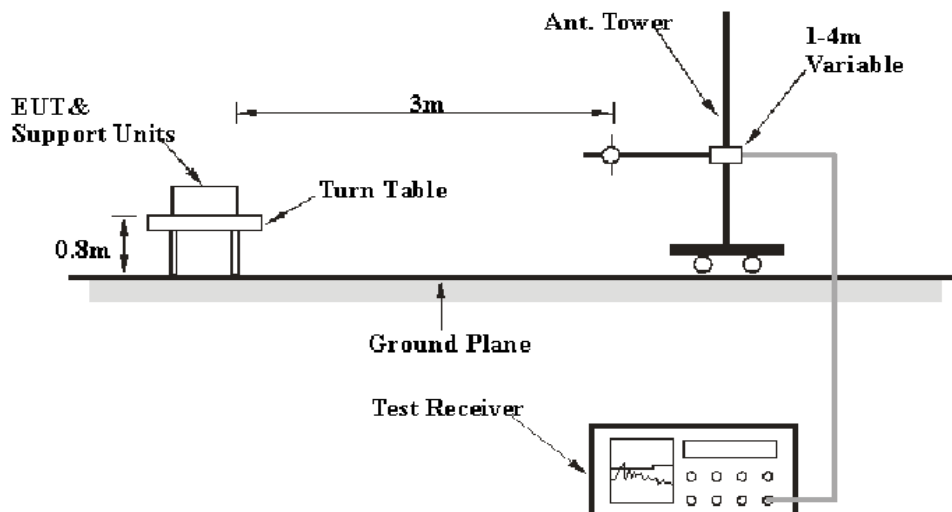 Ant. Tower
1-4m
Variable
EUT&
Support Units
3m
Turn Table
0.8m
Ground Plane
Test Receiver